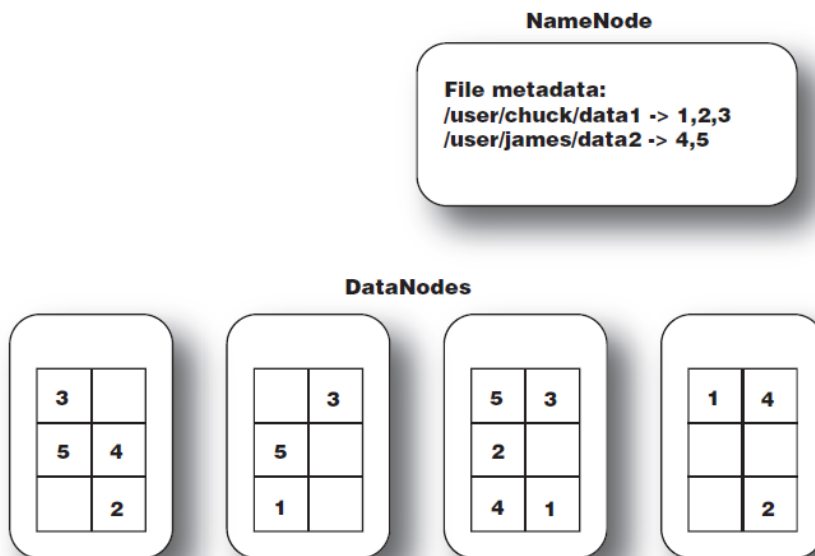 NameNode
File metadata:
/user/chuck/data1 -> 1,2,3
/user/james/data2 -> 4,5
DataNodes
3
5 4
2
3
5
1
5 3
2
4 1
1 4
2